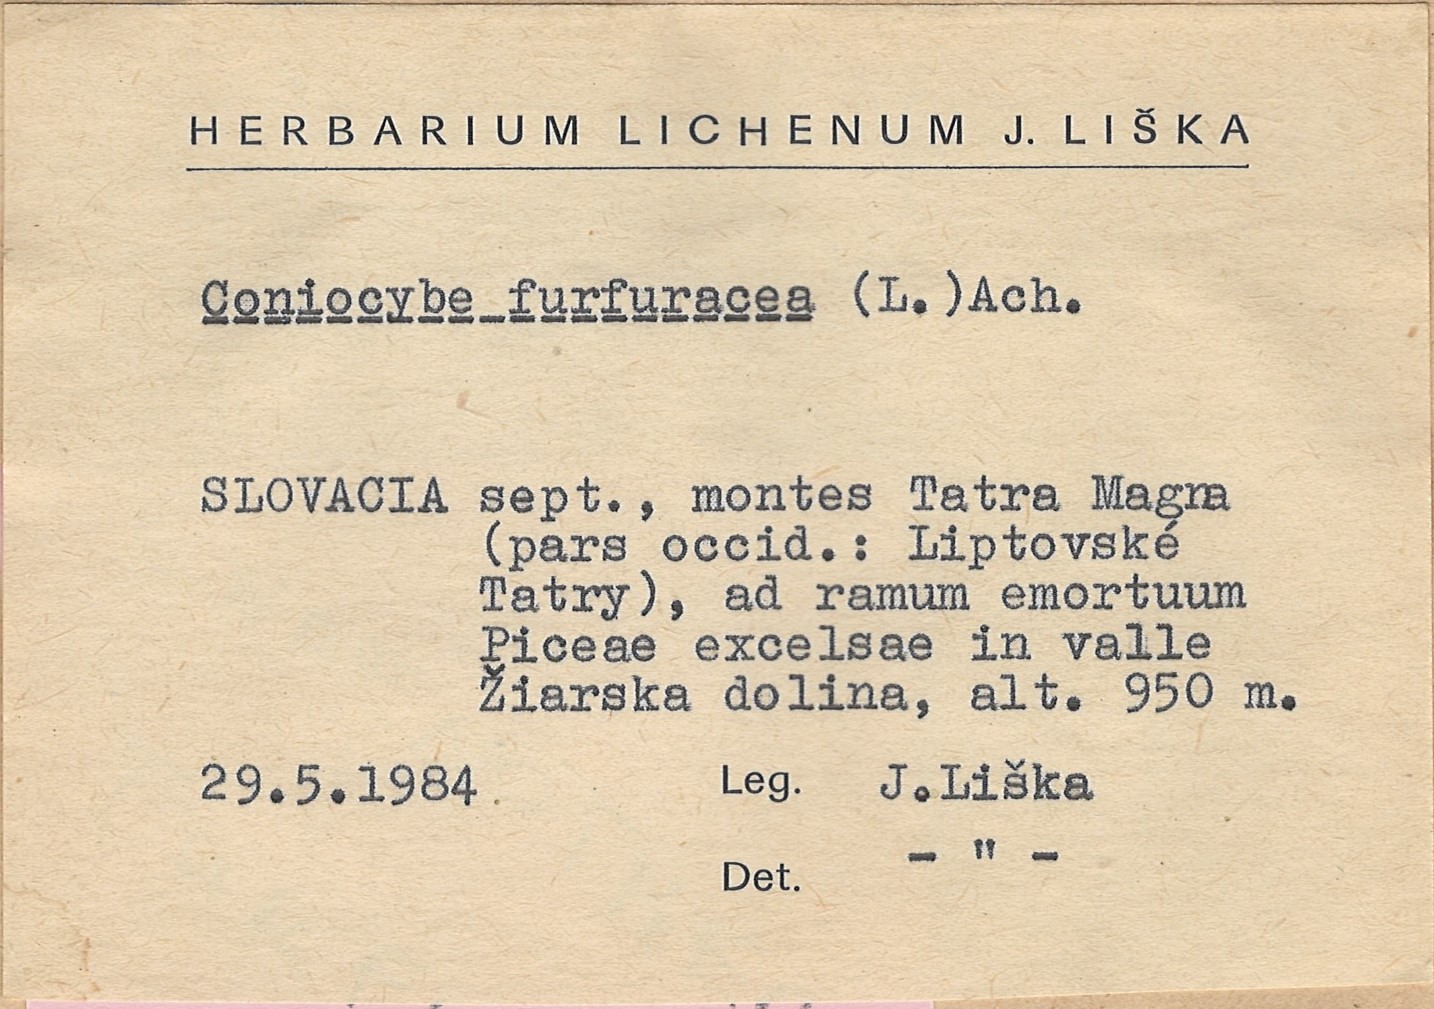 HERBARIUM LICHENUM J. LIŠKA
Coniocybe furfuracea (L.)Ach.
SLOVACIA sept., montes Tatra Magna
(pars occid.: Liptovské
Tatry), ad ramum emortuum
Piceae excelsae in valle
Žiarska dolina, alt. 950 m.
29.5.1984 Leg. J.Liška
Det. - " -